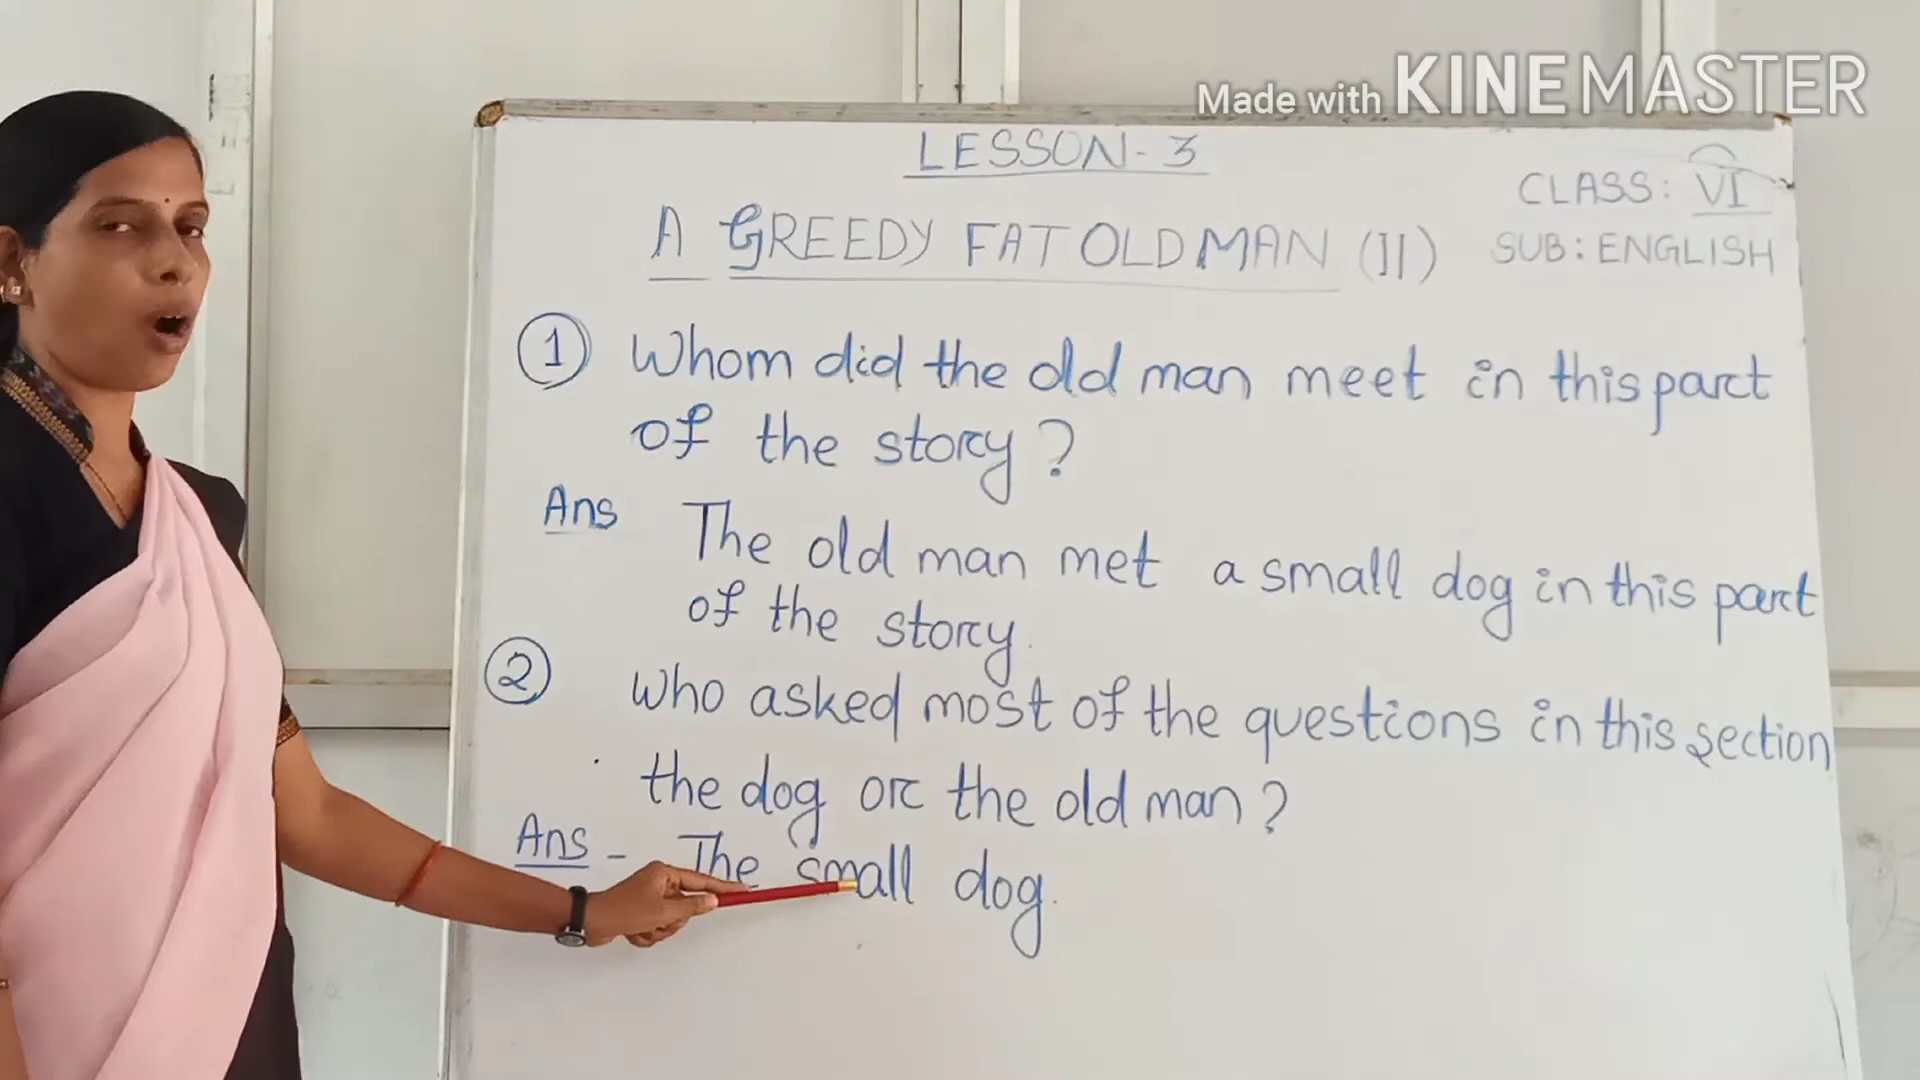 Made with KINEMASTER
LESSON-3
CLASS: VI
A GREEDY FAT OLD MAN (II)
SUB: ENGLISH
1 Whom did the old man meet in this part
of the story?
Ans The old man met a small dog in this part
of the story.
2 Who asked most of the questions in this section
the dog or the old man?
Ans - The small dog.